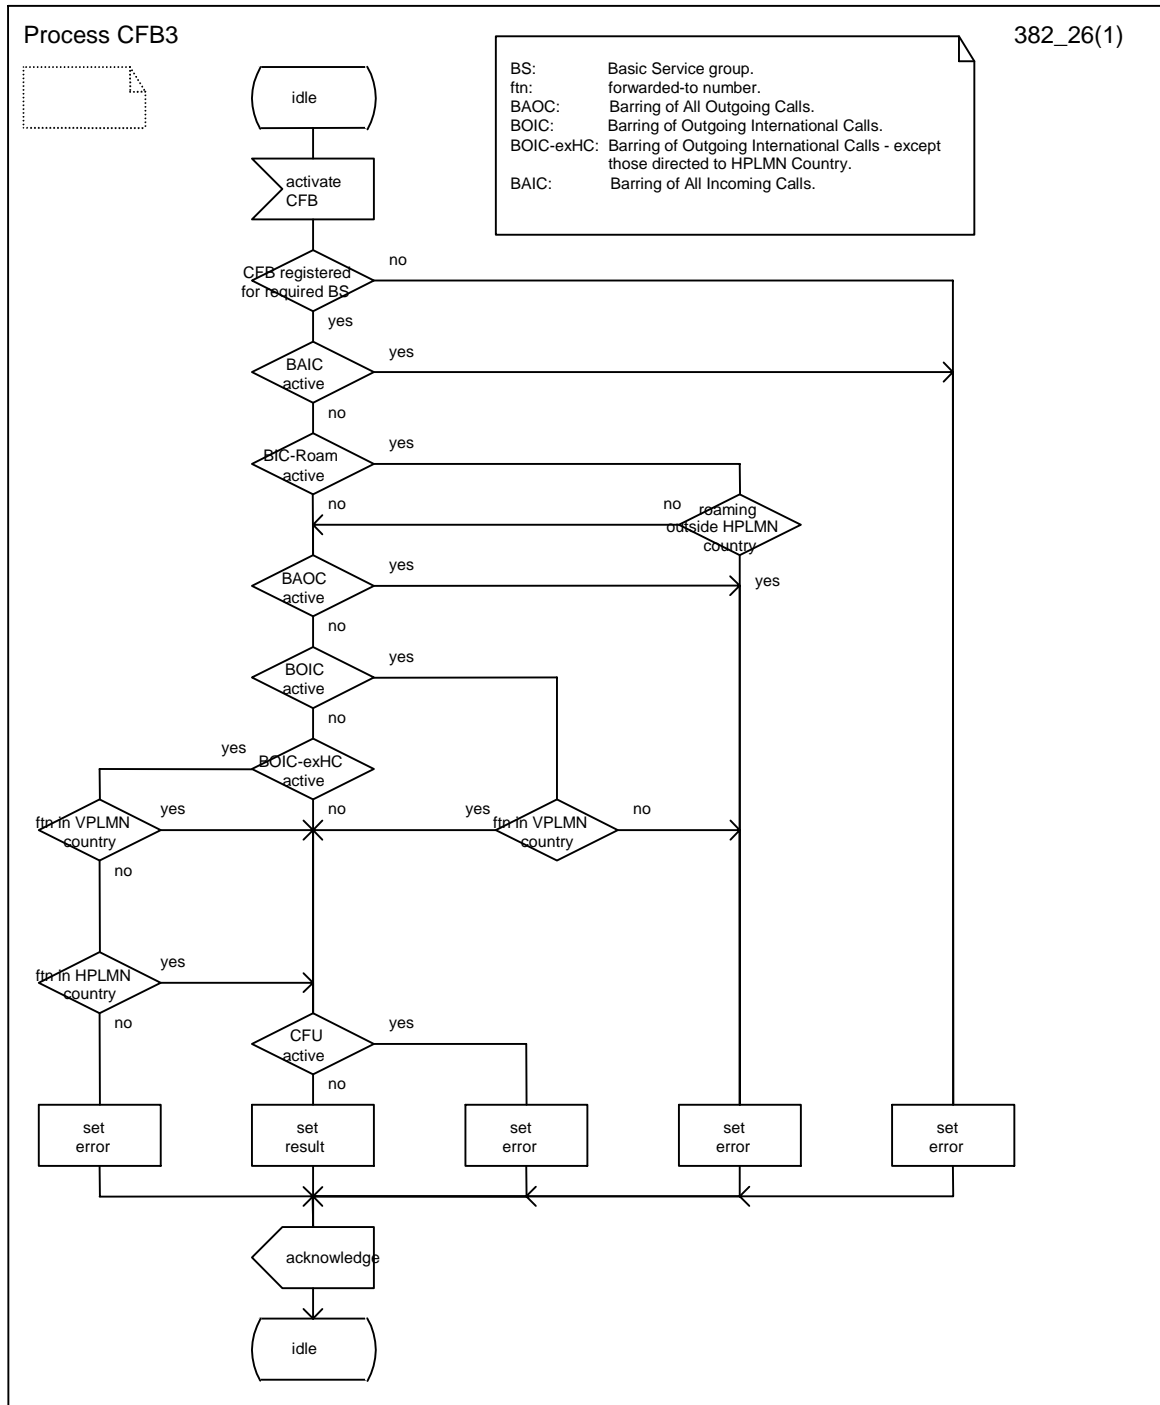 Process CFB3
382_26(1)
BS: Basic Service group.
ftn: forwarded-to number.
BAOC: Barring of All Outgoing Calls.
BOIC: Barring of Outgoing International Calls.
BOIC-exHC: Barring of Outgoing International Calls - except
those directed to HPLMN Country.
BAIC: Barring of All Incoming Calls.
idle
activate
CFB
CFB registered
for required BS
no
yes
BAIC
active
yes
no
BIC-Roam
active
yes
no
no
roaming
outside HPLMN
country
yes
BAOC
active
yes
no
BOIC
active
yes
no
yes
BOIC-exHC
active
no
ftn in VPLMN
country
yes
no
yes
ftn in VPLMN
country
no
ftn in HPLMN
country
yes
no
CFU
active
yes
no
set
error
set
result
set
error
set
error
set
error
acknowledge
idle